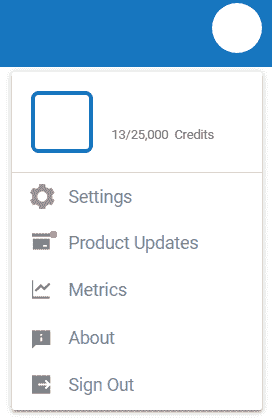 13/25,000 Credits
Settings
Product Updates
Metrics
About
Sign Out